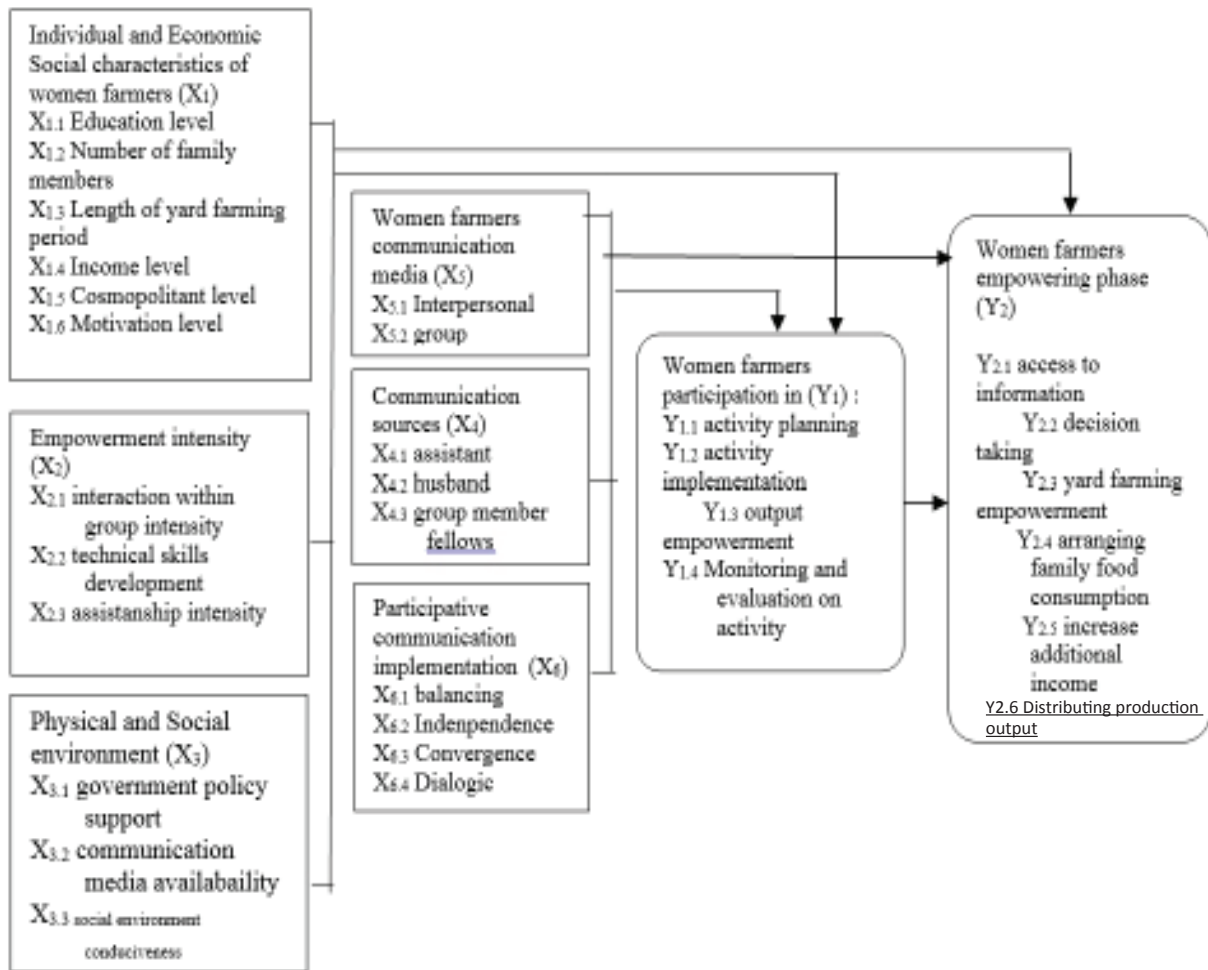 Individual and Economic
Social characteristics of
women farmers (X1)
X1.1 Education level
X1.2 Number of family
members
X1.3 Length of yard farming
period
X1.4 Income level
X1.5 Cosmopolitant level
X1.6 Motivation level
Empowerment intensity
(X2)
X2.1 interaction within
group intensity
X2.2 technical skills
development
X2.3 assistanship intensity
Physical and Social
environment (X3)
X3.1 government policy
support
X3.2 communication
media availabaility
X3.3 social environment
conduciveness
Women farmers
communication
media (X5)
X5.1 Interpersonal
X5.2 group
Communication
sources (X4)
X4.1 assistant
X4.2 husband
X4.3 group member
fellows
Participative
communication
implementation (X6)
X6.1 balancing
X6.2 Indenpendence
X6.3 Convergence
X6.4 Dialogic
Women farmers
participation in (Y1) :
Y1.1 activity planning
Y1.2 activity
implementation
Y1.3 output
empowerment
Y1.4 Monitoring and
evaluation on
activity
Women farmers
empowering phase
(Y2)
Y2.1 access to
information
Y2.2 decision
taking
Y2.3 yard farming
empowerment
Y2.4 arranging
family food
consumption
Y2.5 increase
additional
income
Y2.6 Distributing production
output